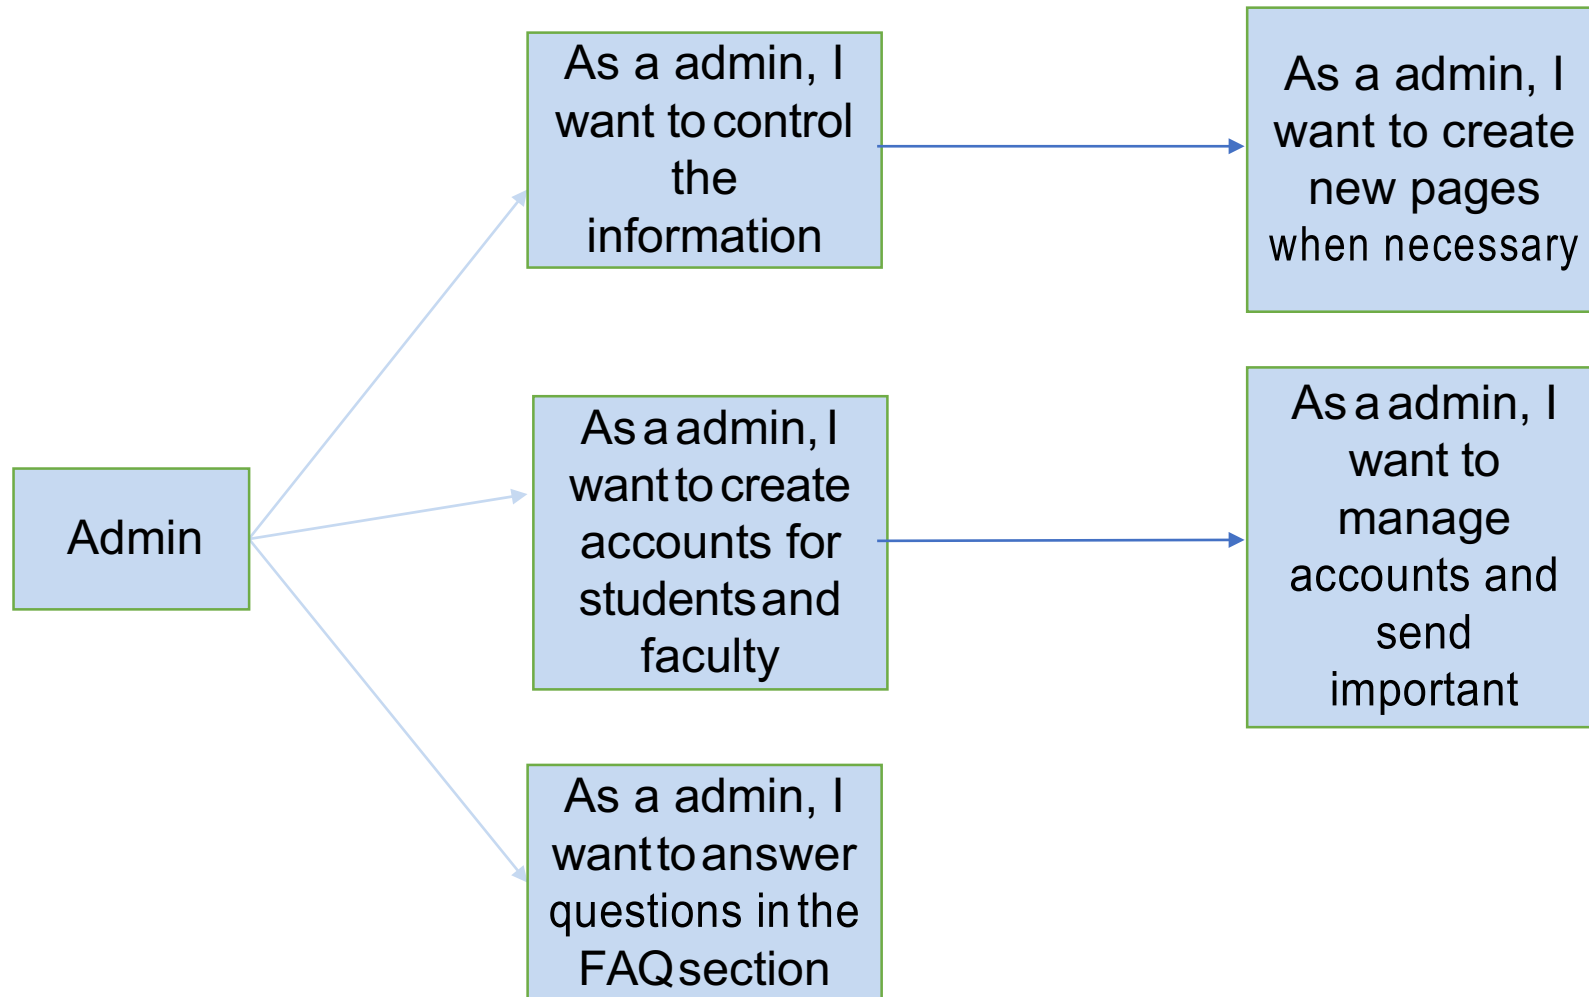 As a admin, I
want to control
the
information
As a admin, I
want to create
new pages
when necessary
Admin
As a admin, I
want to create
accounts for
students and
faculty
As a admin, I
want to
manage
accounts and
send
important
As a admin, I
want to answer
questions in the
FAQ section